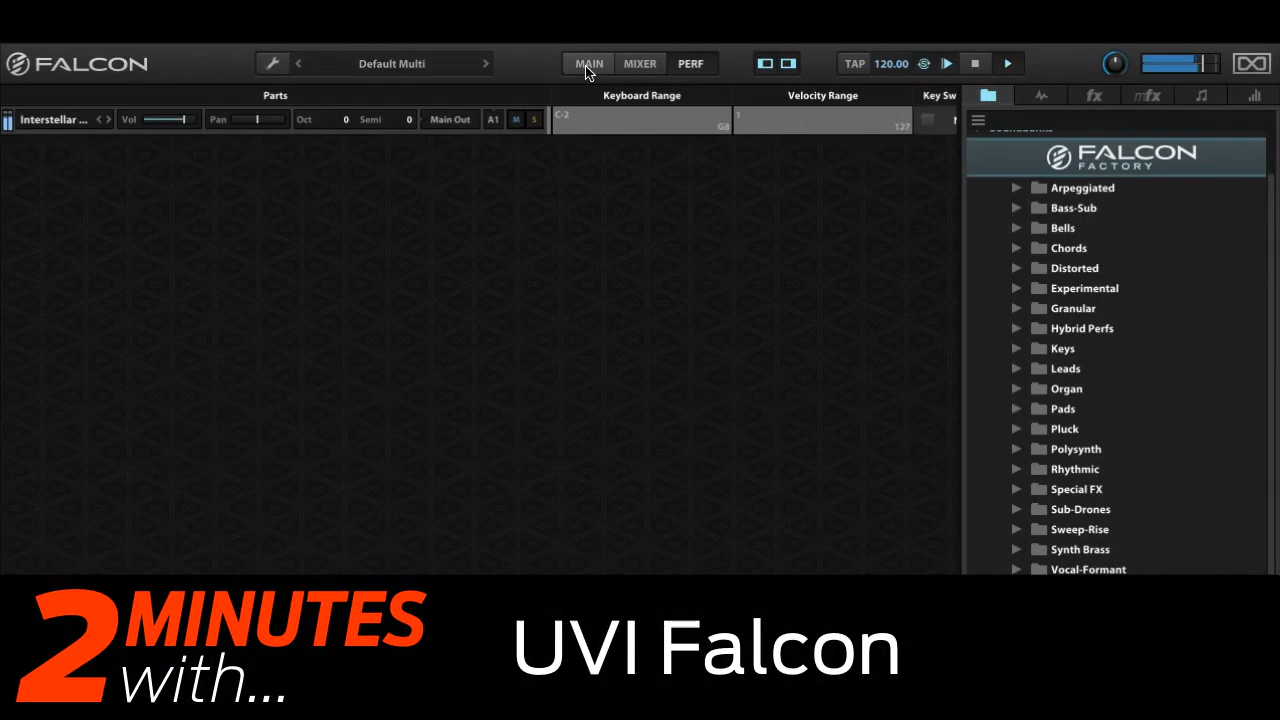 FALCON
Default Multi
MAIN MIXER PERF
TAP 120.00
Parts Keyboard Range Velocity Range Key Sw
fx mfx
Interstellar ... Vol Pan Oct 0 Semi 0 Main Out A1 M S
C-2 G8
1 127
FALCON
FACTORY
Arpeggiated
Bass-Sub
Bells
Chords
Distorted
Experimental
Granular
Hybrid Perfs
Keys
Leads
Organ
Pads
Pluck
Polysynth
Rhythmic
Special FX
Sub-Drones
Sweep-Rise
Synth Brass
Vocal-Formant
2 MINUTES
with...
UVI Falcon